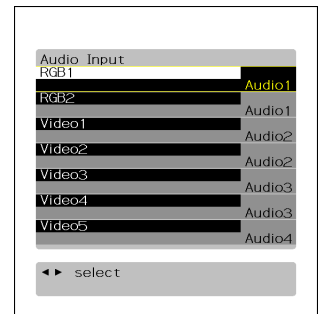 Audio Input
RGB1
Audio1
RGB2
Audio1
Video1
Audio2
Video2
Audio2
Video3
Audio3
Video4
Audio3
Video5
Audio4
◄► select